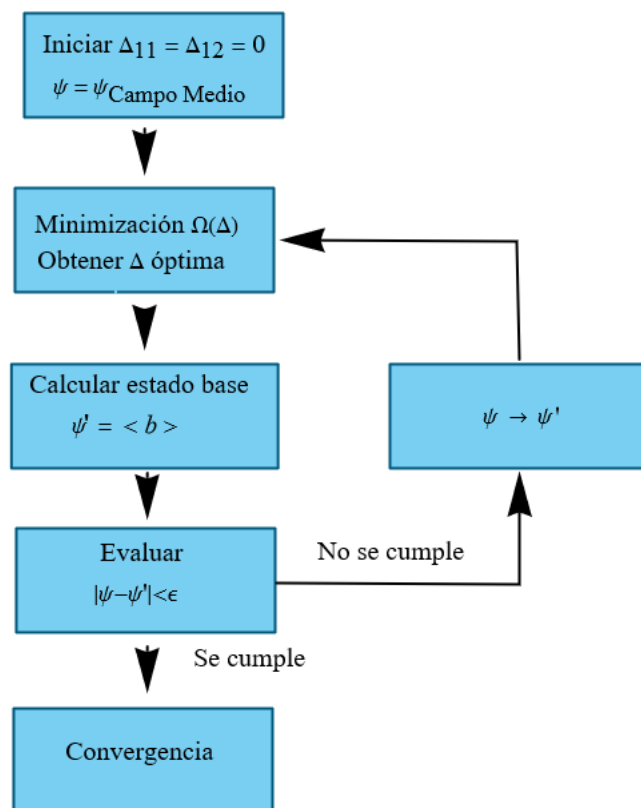 Iniciar Δ11 = Δ12 = 0
ψ = ψCampo Medio
Minimización Ω(Δ)
Obtener Δ óptima
Calcular estado base
ψ' = < b >
ψ → ψ'
Evaluar
|ψ−ψ'|<ϵ
No se cumple
Se cumple
Convergencia